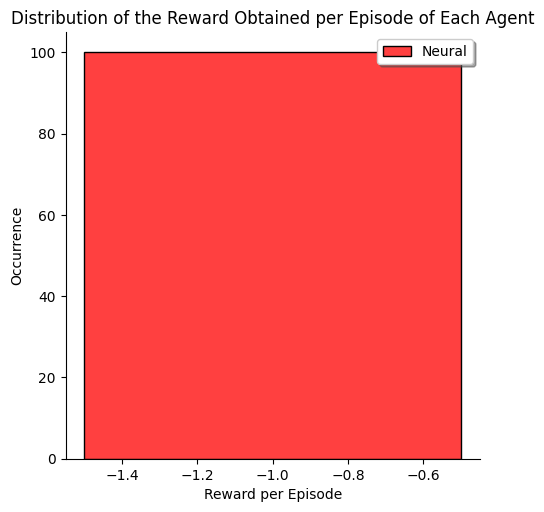 Distribution of the Reward Obtained per Episode of Each Agent
Neural
100
80
60
40
20
0
Occurrence
−1.4 −1.2 −1.0 −0.8 −0.6
Reward per Episode